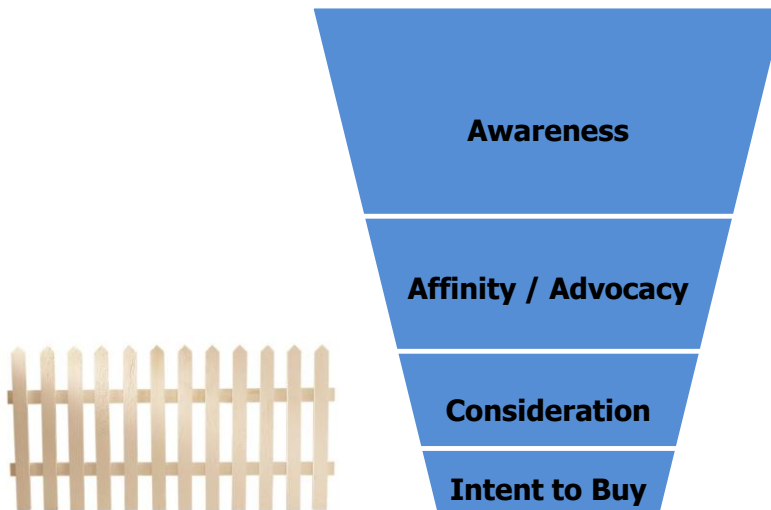 Awareness
Affinity / Advocacy
Consideration
Intent to Buy